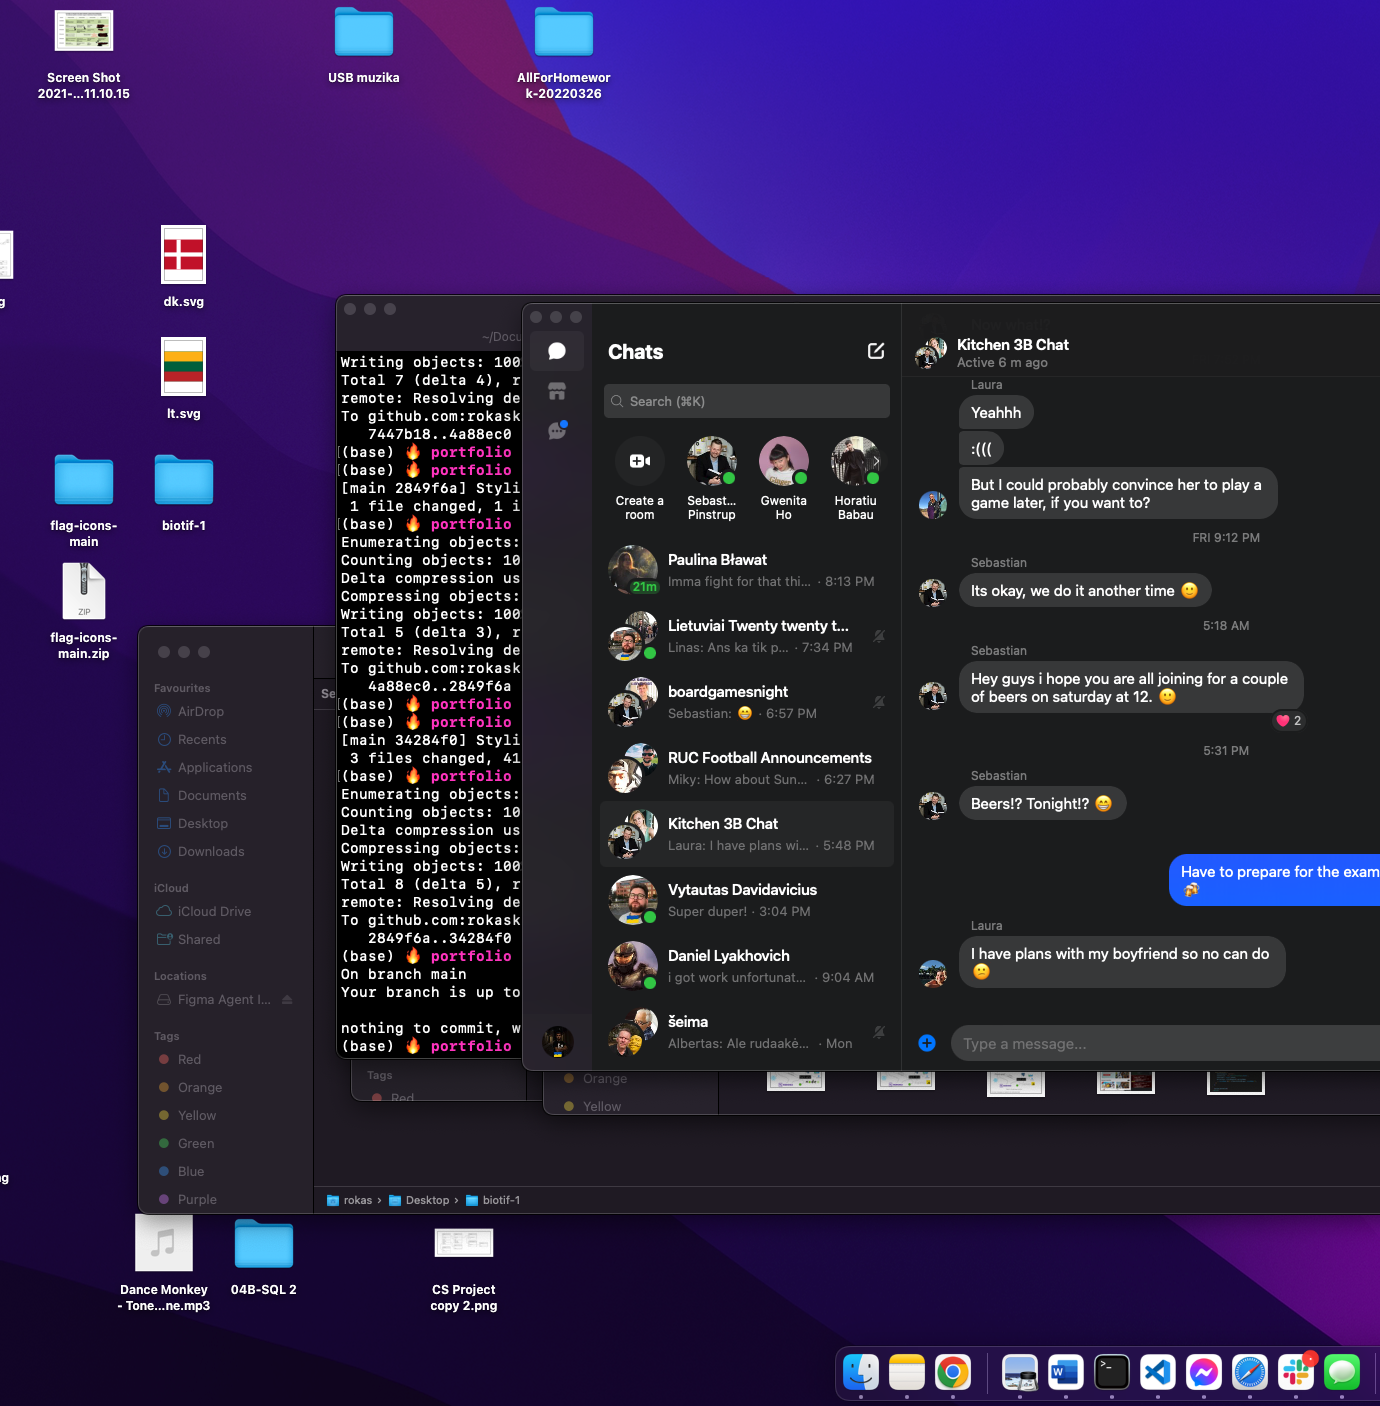 Screen Shot
2021-...11.10.15
USB muzika
AllForHomewor
k-20220326
dk.svg
lt.svg
flag-icons-
main
biotif-1
ZIP
flag-icons-
main.zip
~/Docu
Writing objects: 100
Total 7 (delta 4), r
remote: Resolving de
To github.com:rokask
7447b18..4a88ec0
(base) 🔥 portfolio
(base) 🔥 portfolio
[main 2849f6a] Styli
1 file changed, 1 i
(base) 🔥 portfolio
Enumerating objects:
Counting objects: 10
Delta compression us
Compressing objects:
Writing objects: 100
Total 5 (delta 3), r
remote: Resolving de
To github.com:rokask
4a88ec0..2849f6a
(base) 🔥 portfolio
(base) 🔥 portfolio
[main 34284f0] Styli
3 files changed, 41
(base) 🔥 portfolio
Enumerating objects:
Counting objects: 10
Delta compression us
Compressing objects:
Writing objects: 100
Total 8 (delta 5), r
remote: Resolving de
To github.com:rokask
2849f6a..34284f0
(base) 🔥 portfolio
On branch main
Your branch is up to
nothing to commit, w
(base) 🔥 portfolio
Chats
Search (⌘K)
Create a
room
Sebast...
Pinstrup
Gwenita
Ho
Horatiu
Babau
Paulina Bławat
Imma fight for that thi... · 8:13 PM
21m
Lietuviai Twenty twenty t...
Linas: Ans ka tik p... · 7:34 PM
boardgamesnight
Sebastian: 😁 · 6:57 PM
RUC Football Announcements
Miky: How about Sun... · 6:27 PM
Kitchen 3B Chat
Laura: I have plans wi... · 5:48 PM
Vytautas Davidavicius
Super duper! · 3:04 PM
Daniel Lyakhovich
i got work unfortunat... · 9:04 AM
šeima
Albertas: Ale rudaakė... · Mon
Kitchen 3B Chat
Active 6 m ago
Laura
Yeahhh
:(((
But I could probably convince her to play a
game later, if you want to?
FRI 9:12 PM
Sebastian
Its okay, we do it another time 🙂
5:18 AM
Sebastian
Hey guys i hope you are all joining for a couple
of beers on saturday at 12. 🙂
2
5:31 PM
Sebastian
Beers!? Tonight!? 😁
Have to prepare for the exam
🍻
Laura
I have plans with my boyfriend so no can do
😕
Type a message...
Se
Favourites
AirDrop
Recents
Applications
Documents
Desktop
Downloads
iCloud
iCloud Drive
Shared
Locations
Figma Agent I...
Tags
Red
Orange
Yellow
Green
Blue
Purple
Tags
Red
Orange
Yellow
rokas › Desktop › biotif-1
Dance Monkey
- Tone...ne.mp3
04B-SQL 2
CS Project
copy 2.png